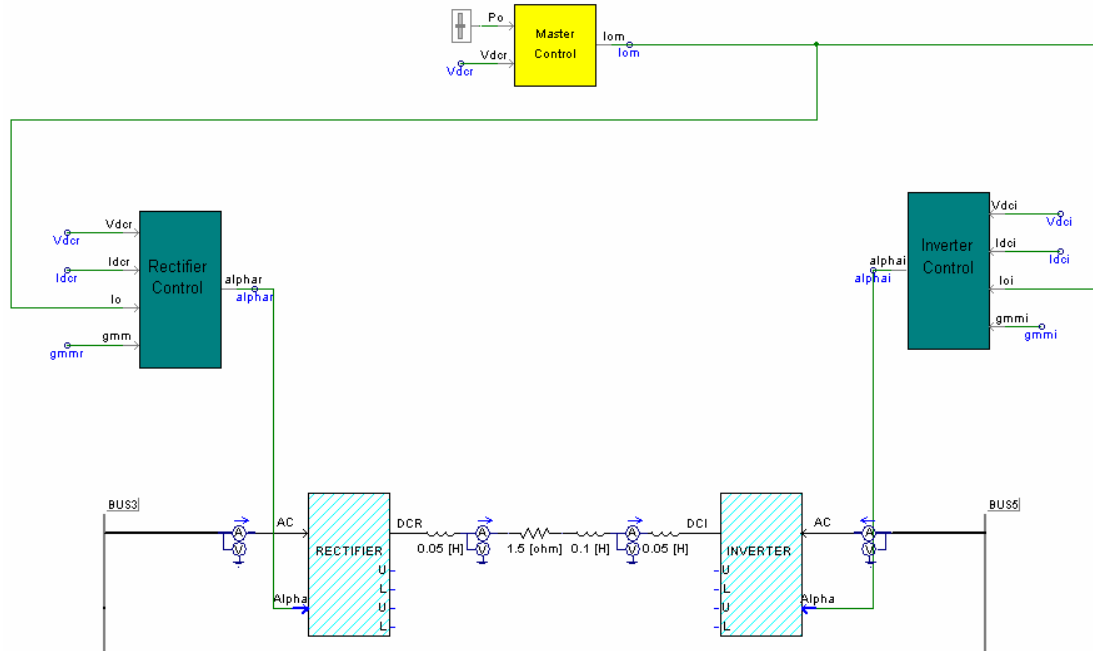 Po
Master
Control
Iom
Iom
Vdcr
Vdcr
Vdcr
Vdcr
Idcr
Idcr
Rectifier
Control
alphar
alphar
Io
gmm
gmmr
Vdci
Vdci
Inverter
Control
alphai
alphai
Idci
Idci
Ioi
gmmi
gmmi
BUS3
BUS5
A
V
AC
RECTIFIER
Alpha
U
L
U
L
DCR
0.05 [H]
A
V
1.5 [ohm]
0.1 [H]
A
V
0.05 [H]
DCI
INVERTER
U
L
U
L
AC
Alpha
A
V